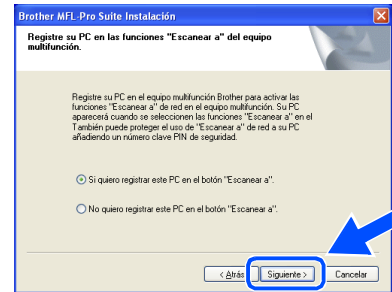 Brother MFL-Pro Suite Instalación
Registre su PC en las funciones "Escanear a" del equipo
multifunción.
Registre su PC en el equipo multifunción Brother para activar las
funciones "Escanear a" de red en el equipo multifunción. Su PC
aparecerá cuando se seleccionen las funciones "Escanear a" en el
También puede proteger el uso de "Escanear a" de red a su PC
añadiendo un número clave PIN de seguridad.
Si quiero registrar este PC en el botón "Escanear a".
No quiero registrar este PC en el botón "Escanear a".
< Atrás Siguiente > Cancelar